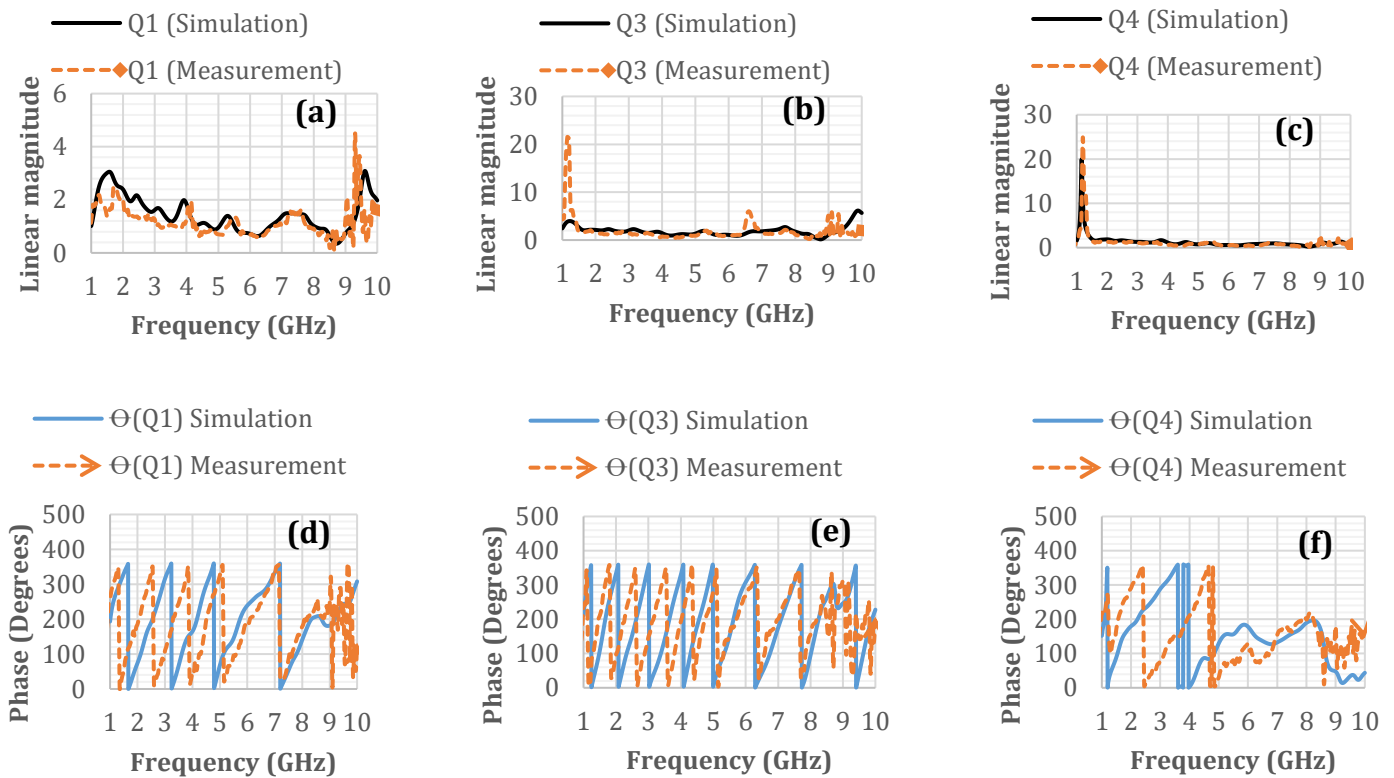 Q1 (Simulation)
Q1 (Measurement)
(a)
Linear magnitude
6
4
2
0
1 2 3 4 5 6 7 8 9 10
Frequency (GHz)
Q3 (Simulation)
Q3 (Measurement)
(b)
Linear magnitude
30
20
10
0
1 2 3 4 5 6 7 8 9 10
Frequency (GHz)
Q4 (Simulation)
Q4 (Measurement)
(c)
Linear magnitude
30
20
10
0
1 2 3 4 5 6 7 8 9 10
Frequency (GHz)
ϴ(Q1) Simulation
ϴ(Q1) Measurement
(d)
Phase (Degrees)
500
400
300
200
100
0
1 2 3 4 5 6 7 8 9 10
Frequency (GHz)
ϴ(Q3) Simulation
ϴ(Q3) Measurement
(e)
Phase (Degrees)
500
400
300
200
100
0
1 2 3 4 5 6 7 8 9 10
Frequency (GHz)
ϴ(Q4) Simulation
ϴ(Q4) Measurement
(f)
Phase (Degrees)
500
400
300
200
100
0
1 2 3 4 5 6 7 8 9 10
Frequency (GHz)